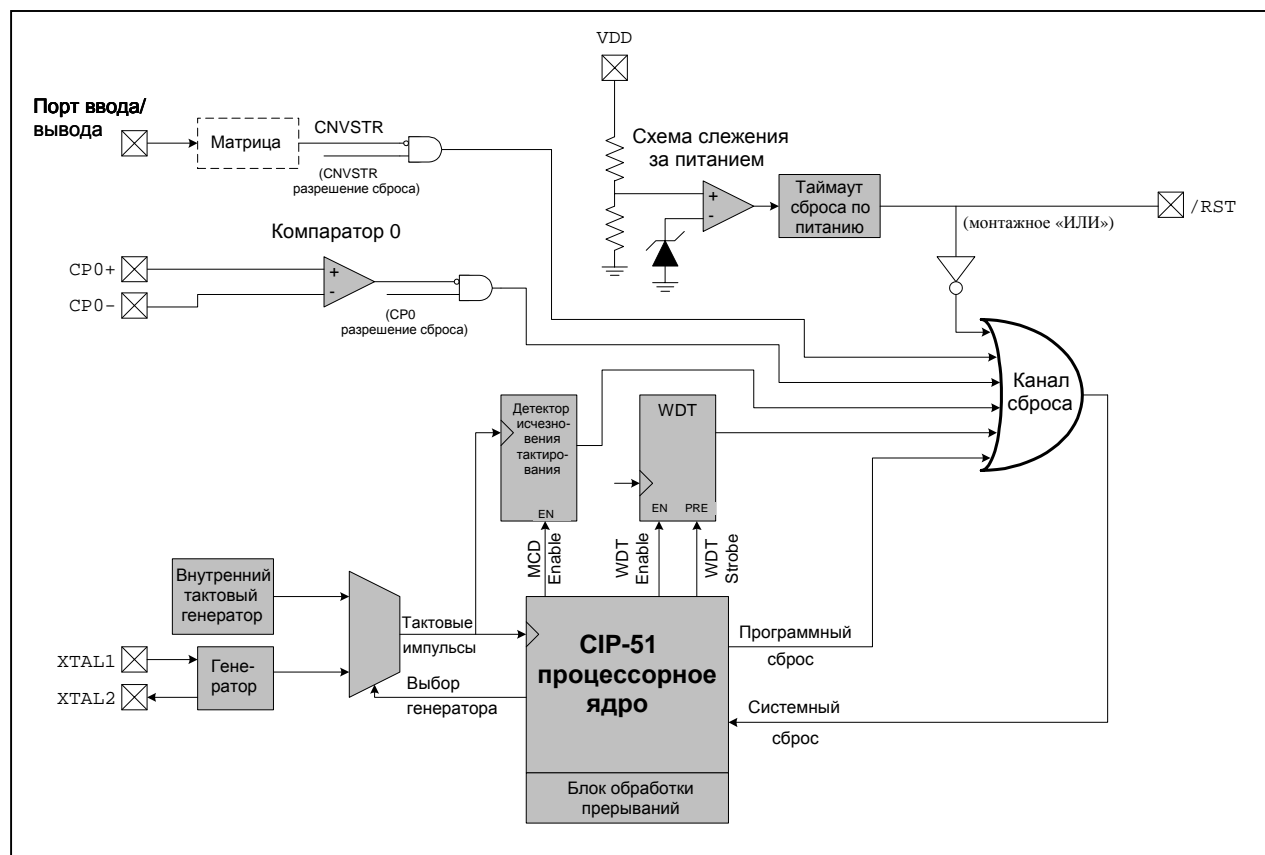 VDD
Порт ввода/
вывода
Матрица
CNVSTR
(CNVSTR
разрешение сброса)
Схема слежения
за питанием
+
-
Таймаут
сброса по
питанию
(монтажное «ИЛИ»)
/RST
Компаратор 0
CP0+
CP0-
+
-
(CP0
разрешение сброса)
Канал
сброса
Детектор
исчезно-
вения
тактиро-
вания
EN
WDT
EN
PRE
MCD
Enable
WDT
Enable
WDT
Strobe
Внутренний
тактовый
генератор
XTAL1
XTAL2
Гене-
ратор
Тактовые
импульсы
Выбор
генератора
CIP-51
процессорное
ядро
Программный
сброс
Системный
сброс
Блок обработки
прерываний